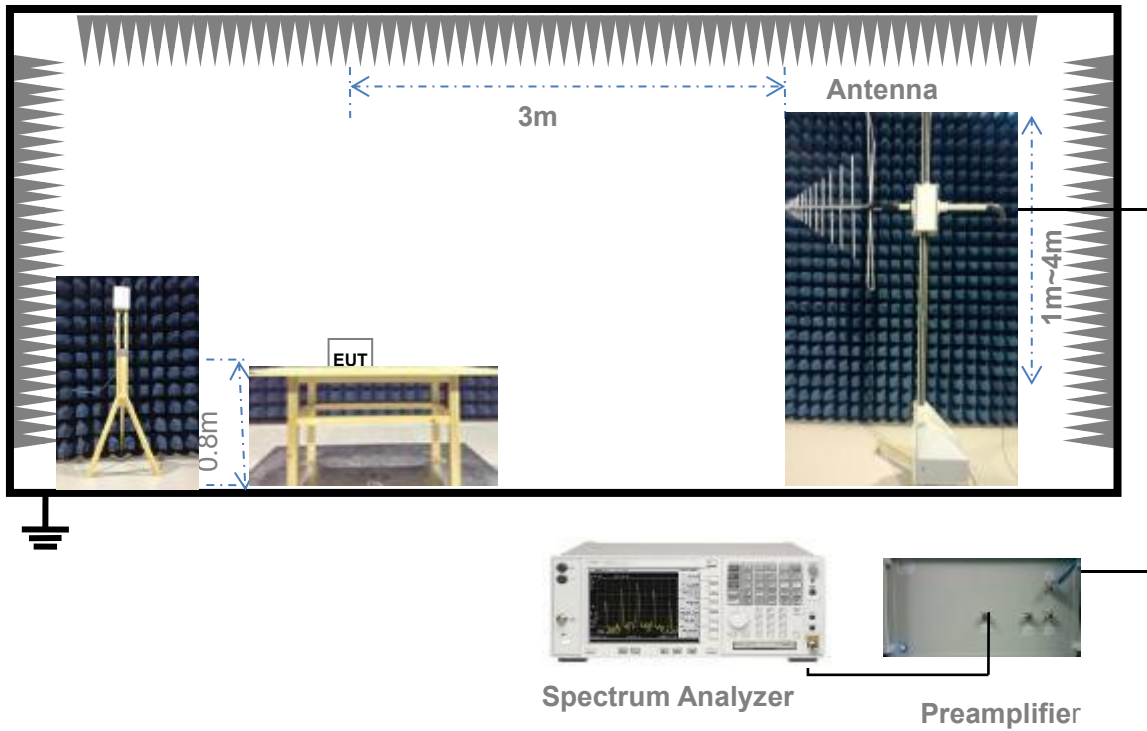 Antenna
3m
1m~4m
EUT
0.8m
Spectrum Analyzer
Preamplifier